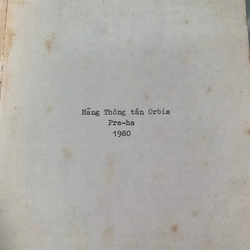 Hãng Thông tấn Orbis
Pra-ha
1980